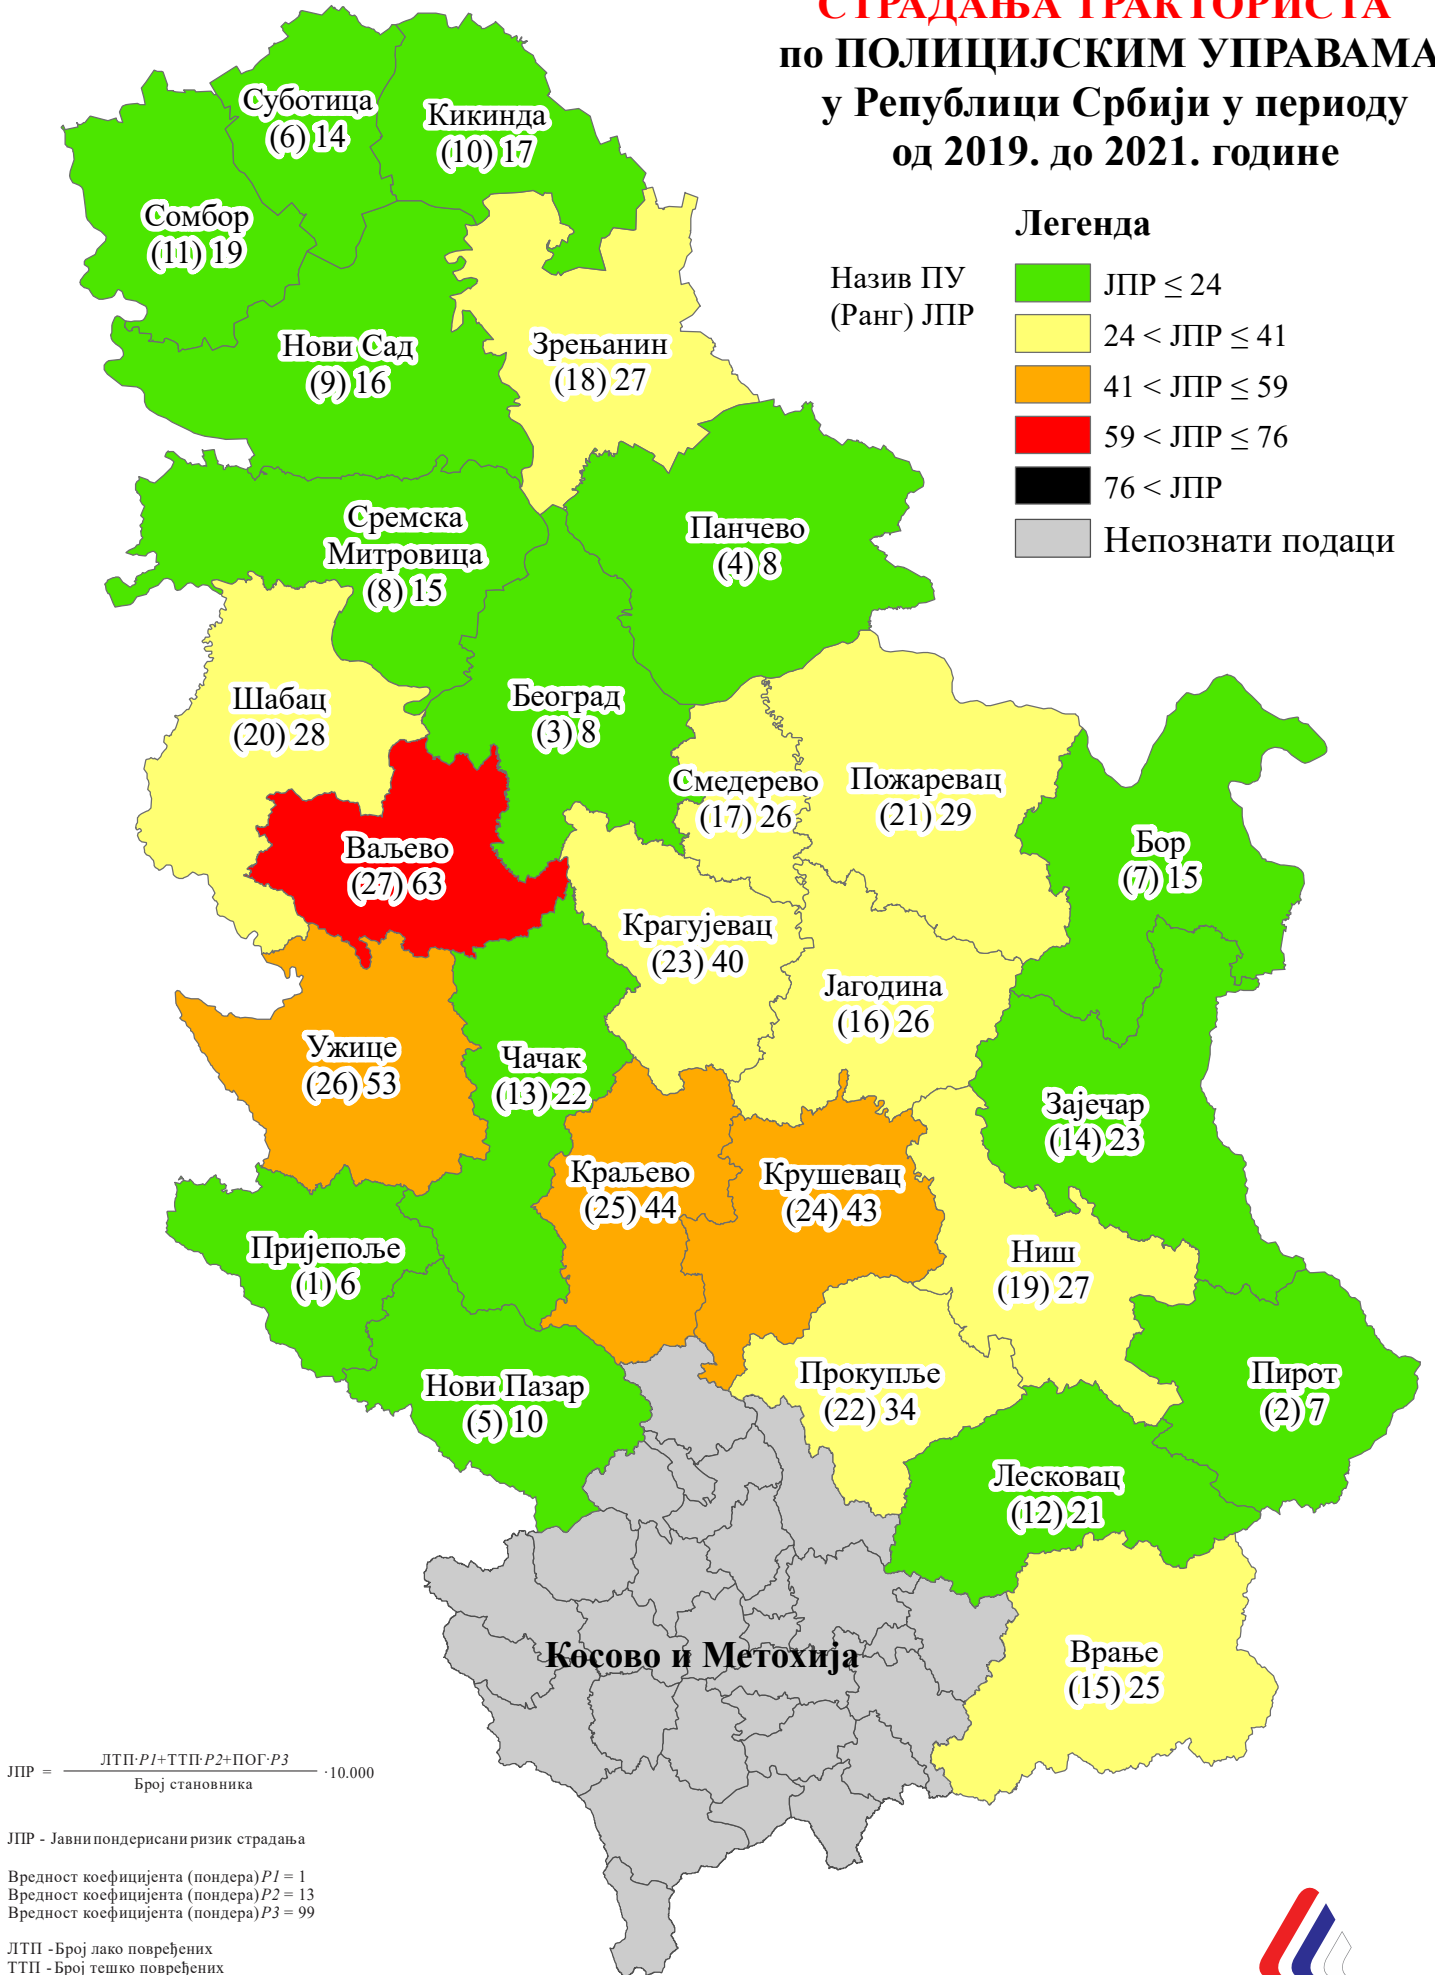 СТРАДАЊА ТРАКТОРИСТА
по ПОЛИЦИЈСКИМ УПРАВАМА
у Републици Србији у периоду
од 2019. до 2021. године
Легенда
Назив ПУ
(Ранг) ЈПР
ЈПР ≤ 24
24 < ЈПР ≤ 41
41 < ЈПР ≤ 59
59 < ЈПР ≤ 76
76 < ЈПР
Непознати подаци
Суботица
(6) 14
Кикинда
(10) 17
Сомбор
(11) 19
Нови Сад
(9) 16
Зрењанин
(18) 27
Сремска
Митровица
(8) 15
Панчево
(4) 8
Шабац
(20) 28
Београд
(3) 8
Смедерево
(17) 26
Пожаревац
(21) 29
Бор
(7) 15
Ваљево
(27) 63
Крагујевац
(23) 40
Јагодина
(16) 26
Ужице
(26) 53
Чачак
(13) 22
Зајечар
(14) 23
Краљево
(25) 44
Крушевац
(24) 43
Пријепоље
(1) 6
Ниш
(19) 27
Нови Пазар
(5) 10
Прокупље
(22) 34
Пирот
(2) 7
Лесковац
(12) 21
Косово и Метохија
Врање
(15) 25
ЈПР = ЛТП·P1+ТТП·P2+ПОГ·P3
Број становника
·10.000
ЈПР - Јавни пондерисани ризик страдања
Вредност коефицијента (пондера) P1 = 1
Вредност коефицијента (пондера) P2 = 13
Вредност коефицијента (пондера) P3 = 99
ЛТП - Број лако повређених
ТТП - Број тешко повређених